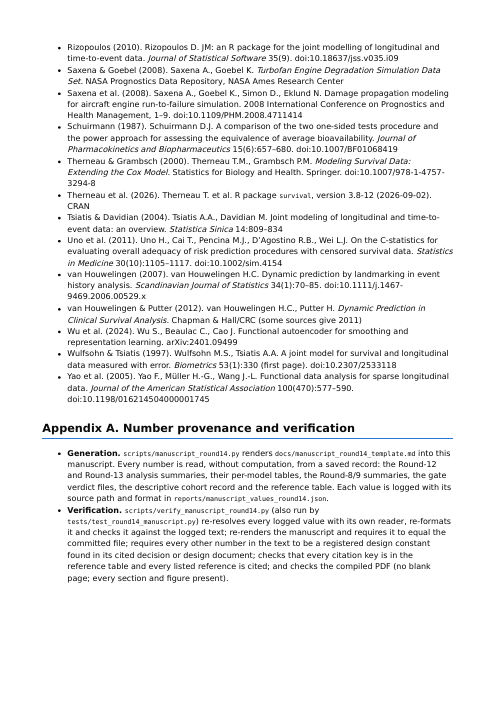 • Rizopoulos (2010). Rizopoulos D. JM: an R package for the joint modelling of longitudinal and
time-to-event data. Journal of Statistical Software 35(9). doi:10.18637/jss.v035.i09
• Saxena & Goebel (2008). Saxena A., Goebel K. Turbofan Engine Degradation Simulation Data
Set. NASA Prognostics Data Repository, NASA Ames Research Center
• Saxena et al. (2008). Saxena A., Goebel K., Simon D., Eklund N. Damage propagation modeling
for aircraft engine run-to-failure simulation. 2008 International Conference on Prognostics and
Health Management, 1–9. doi:10.1109/PHM.2008.4711414
• Schuirmann (1987). Schuirmann D.J. A comparison of the two one-sided tests procedure and
the power approach for assessing the equivalence of average bioavailability. Journal of
Pharmacokinetics and Biopharmaceutics 15(6):657–680. doi:10.1007/BF01068419
• Therneau & Grambsch (2000). Therneau T.M., Grambsch P.M. Modeling Survival Data:
Extending the Cox Model. Statistics for Biology and Health. Springer. doi:10.1007/978-1-4757-
3294-8
• Therneau et al. (2026). Therneau T. et al. R package survival, version 3.8-12 (2026-09-02).
CRAN
• Tsiatis & Davidian (2004). Tsiatis A.A., Davidian M. Joint modeling of longitudinal and time-to-
event data: an overview. Statistica Sinica 14:809–834
• Uno et al. (2011). Uno H., Cai T., Pencina M.J., D’Agostino R.B., Wei L.J. On the C-statistics for
evaluating overall adequacy of risk prediction procedures with censored survival data. Statistics
in Medicine 30(10):1105–1117. doi:10.1002/sim.4154
• van Houwelingen (2007). van Houwelingen H.C. Dynamic prediction by landmarking in event
history analysis. Scandinavian Journal of Statistics 34(1):70–85. doi:10.1111/j.1467-
9469.2006.00529.x
• van Houwelingen & Putter (2012). van Houwelingen H.C., Putter H. Dynamic Prediction in
Clinical Survival Analysis. Chapman & Hall/CRC (some sources give 2011)
• Wu et al. (2024). Wu S., Beaulac C., Cao J. Functional autoencoder for smoothing and
representation learning. arXiv:2401.09499
• Wulfsohn & Tsiatis (1997). Wulfsohn M.S., Tsiatis A.A. A joint model for survival and longitudinal
data measured with error. Biometrics 53(1):330 (first page). doi:10.2307/2533118
• Yao et al. (2005). Yao F., Müller H.-G., Wang J.-L. Functional data analysis for sparse longitudinal
data. Journal of the American Statistical Association 100(470):577–590.
doi:10.1198/016214504000001745
Appendix A. Number provenance and verification
• Generation. scripts/manuscript_round14.py renders docs/manuscript_round14_template.md into this
manuscript. Every number is read, without computation, from a saved record: the Round-12
and Round-13 analysis summaries, their per-model tables, the Round-8/9 summaries, the gate
verdict files, the descriptive cohort record and the reference table. Each value is logged with its
source path and format in reports/manuscript_values_round14.json.
• Verification. scripts/verify_manuscript_round14.py (also run by
tests/test_round14_manuscript.py) re-resolves every logged value with its own reader, re-formats
it and checks it against the logged text; re-renders the manuscript and requires it to equal the
committed file; requires every other number in the text to be a registered design constant
found in its cited decision or design document; checks that every citation key is in the
reference table and every listed reference is cited; and checks the compiled PDF (no blank
page; every section and figure present).